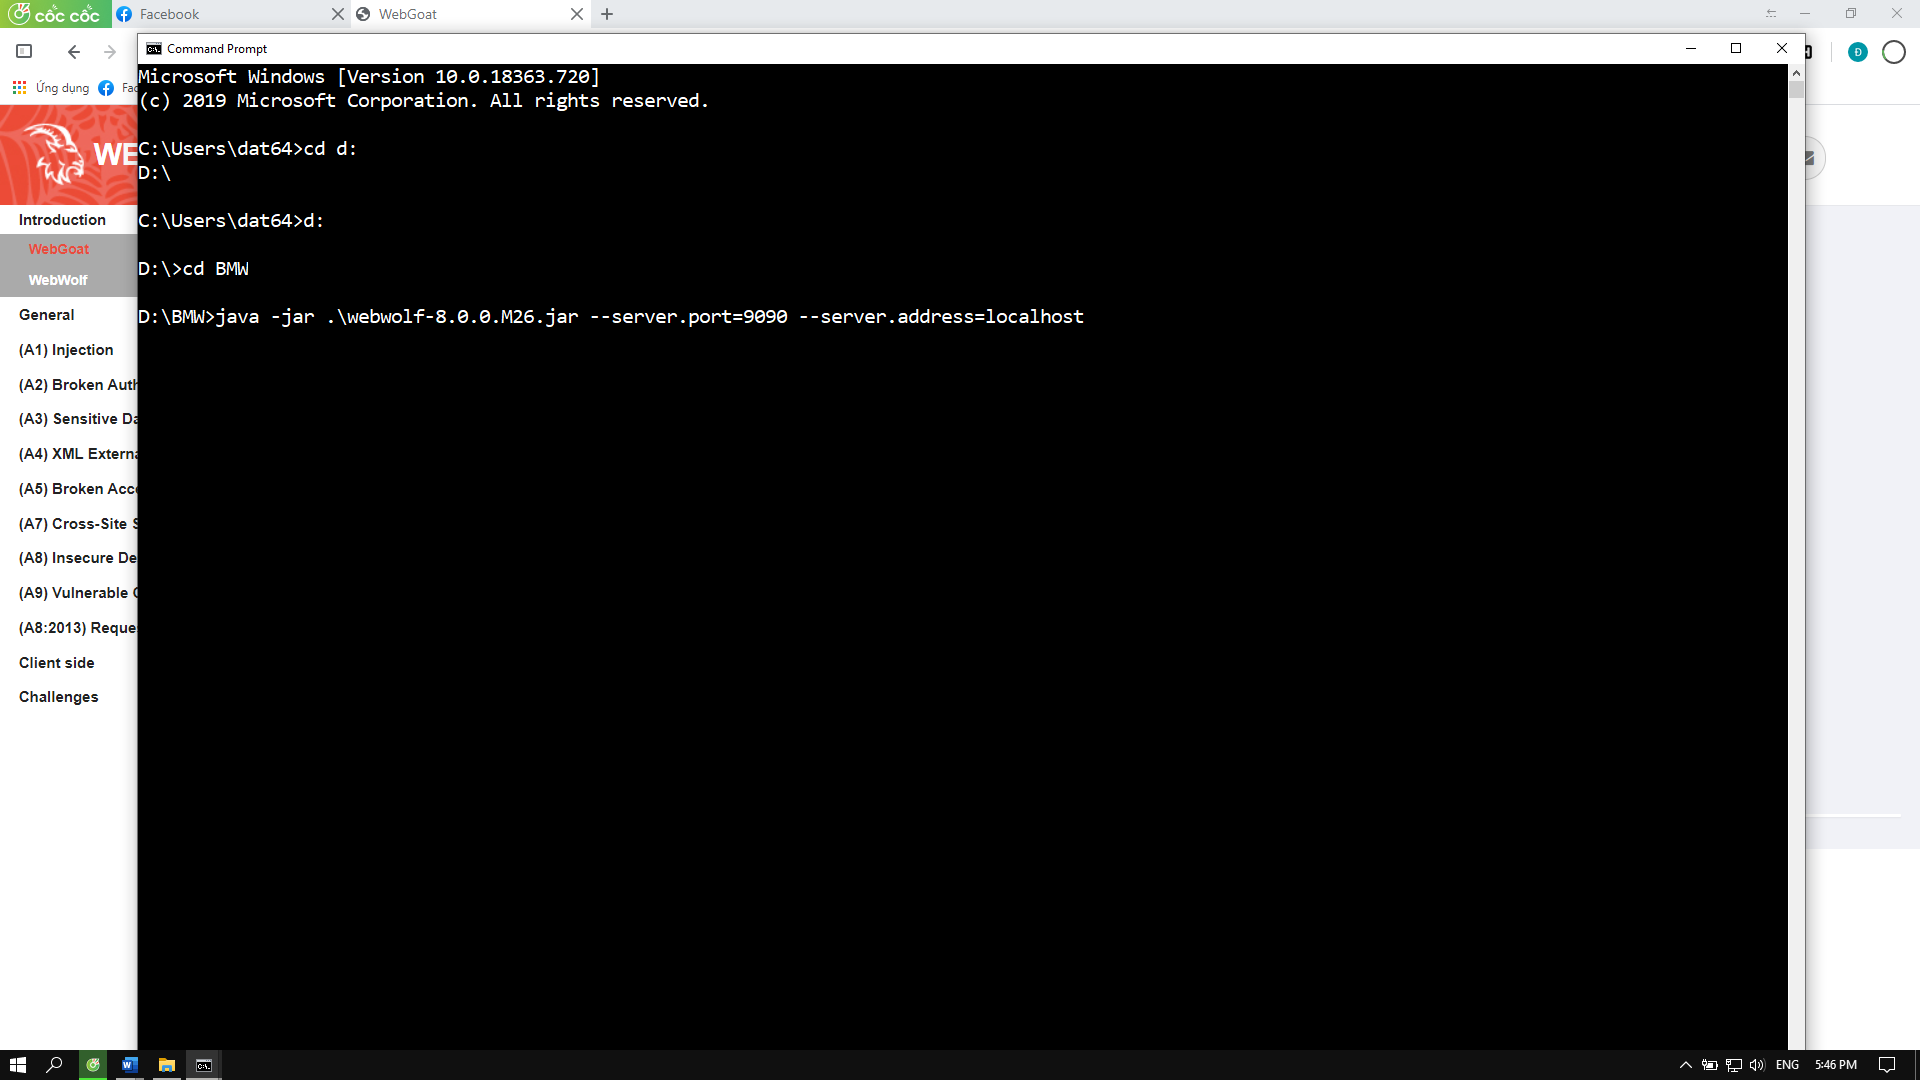 cốc cốc
Facebook
WebGoat
Command Prompt
Đ
Ứng dụng
Microsoft Windows [Version 10.0.18363.720]
(c) 2019 Microsoft Corporation. All rights reserved.
C:\Users\dat64>cd d:
D:\
C:\Users\dat64>d:
D:\>cd BMW
D:\BMW>java -jar .\webwolf-8.0.0.M26.jar --server.port=9090 --server.address=localhost
WE
Introduction
WebGoat
WebWolf
General
(A1) Injection
(A2) Broken Auth
(A3) Sensitive Da
(A4) XML Externa
(A5) Broken Acc
(A7) Cross-Site S
(A8) Insecure De
(A9) Vulnerable
(A8:2013) Reque
Client side
Challenges
ENG
5:46 PM